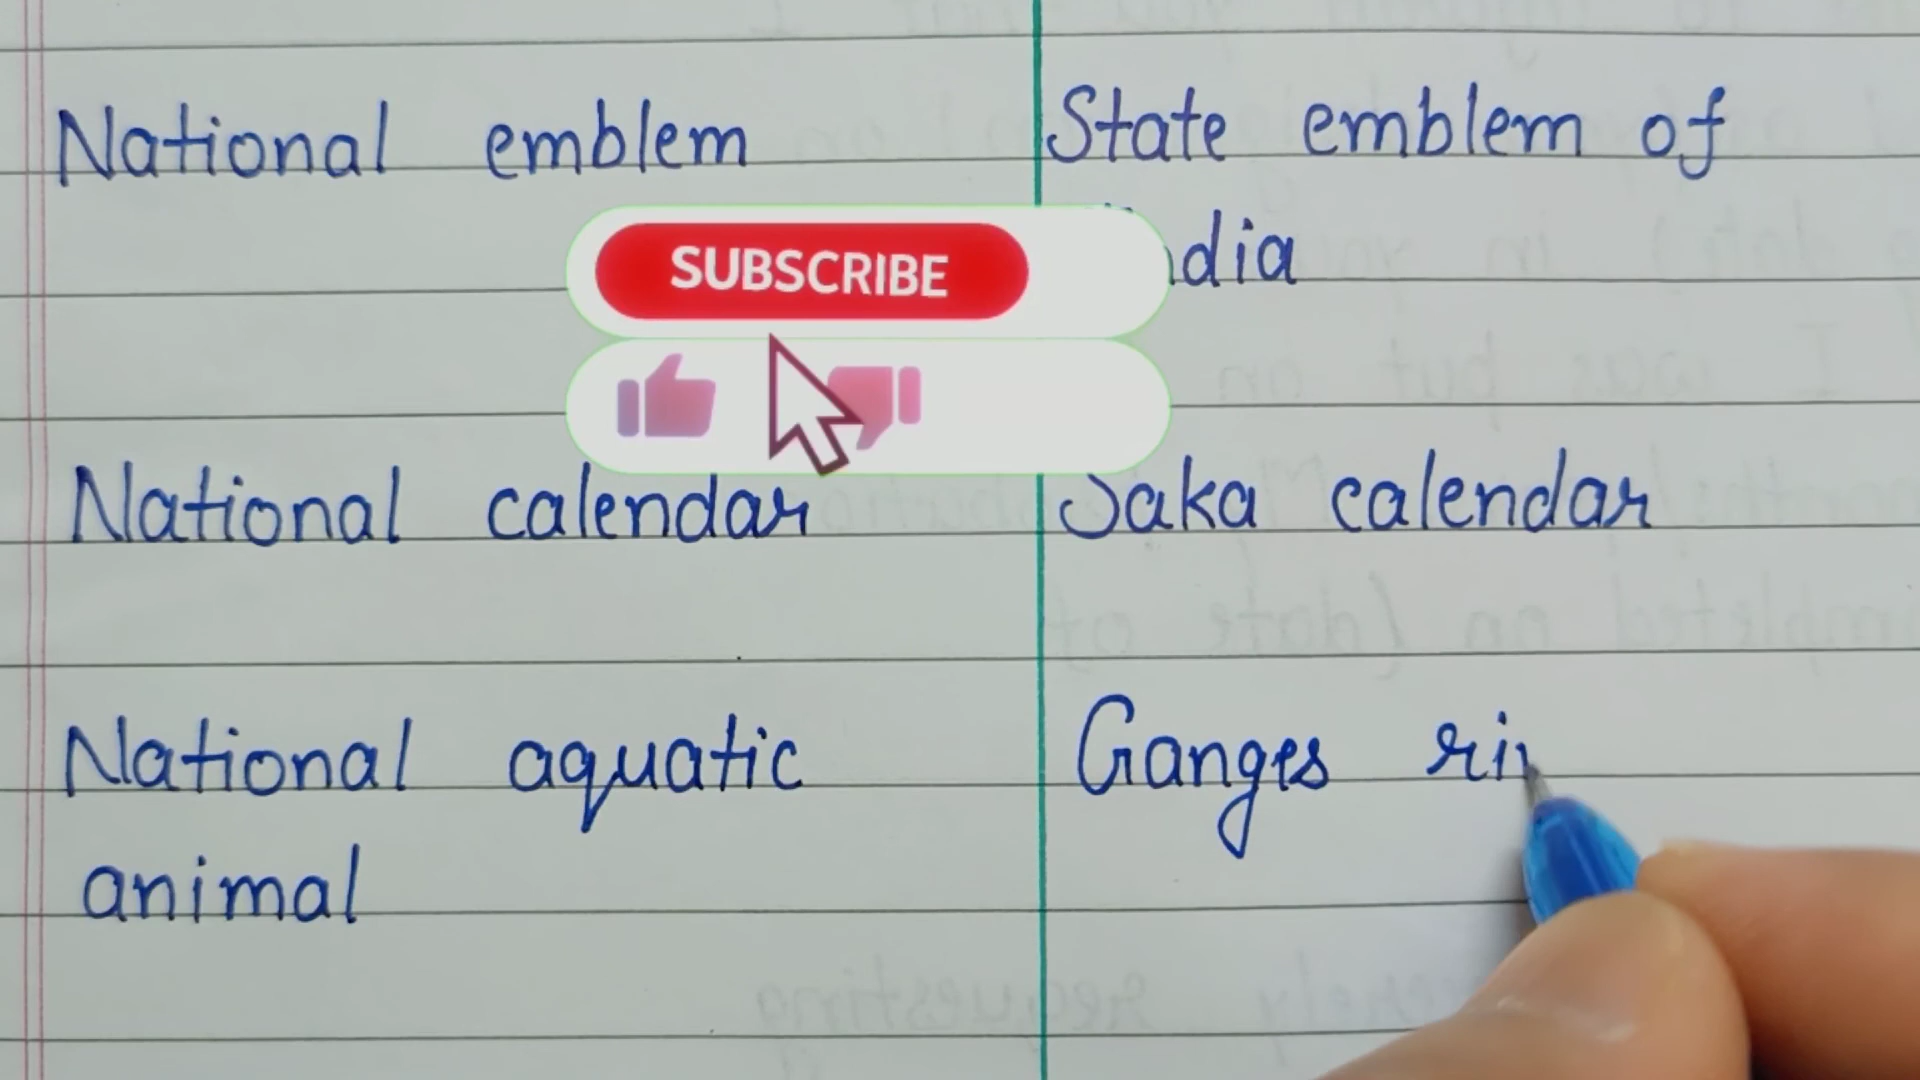 National emblem State emblem of
SUBSCRIBE dia
National calendar Saka calendar
National aquatic Ganges ri
animal